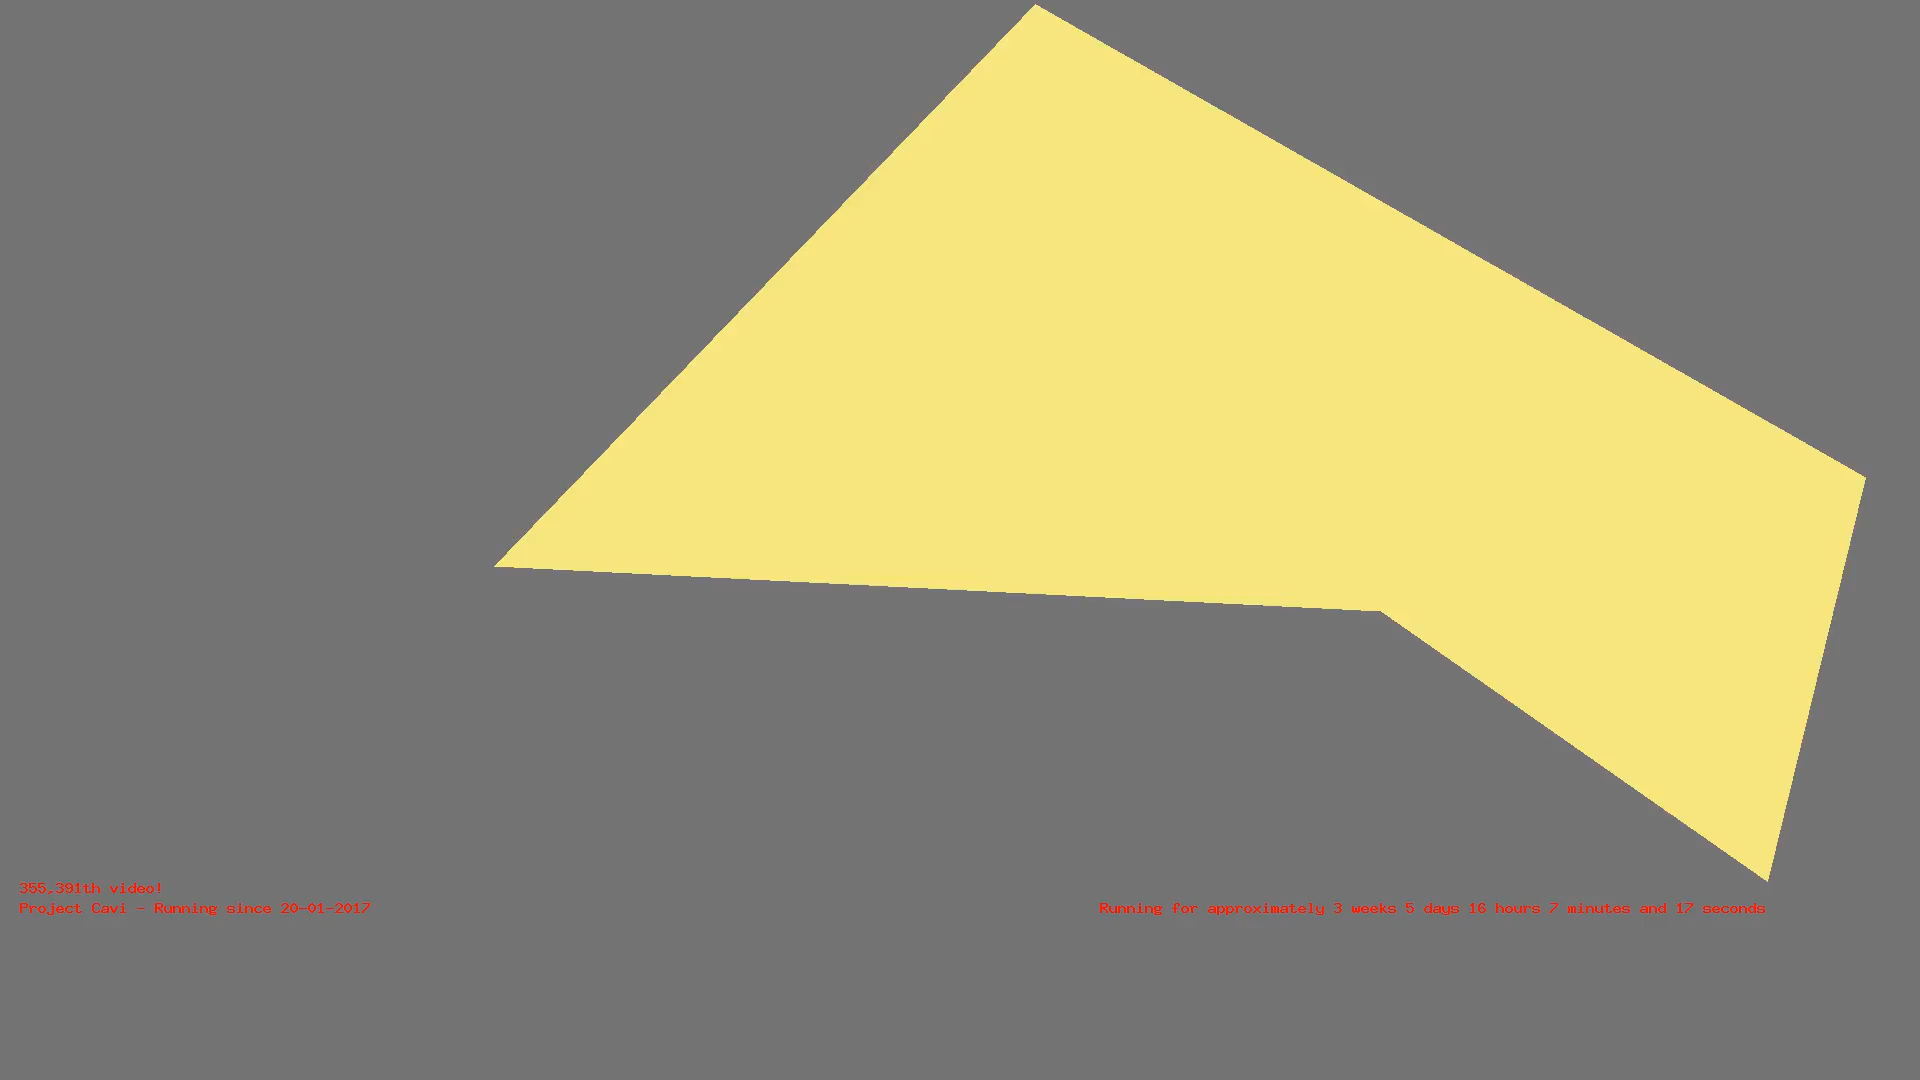 355,391th video!
Project Cavi - Running since 20-01-2017
Running for approximately 3 weeks 5 days 16 hours 7 minutes and 17 seconds